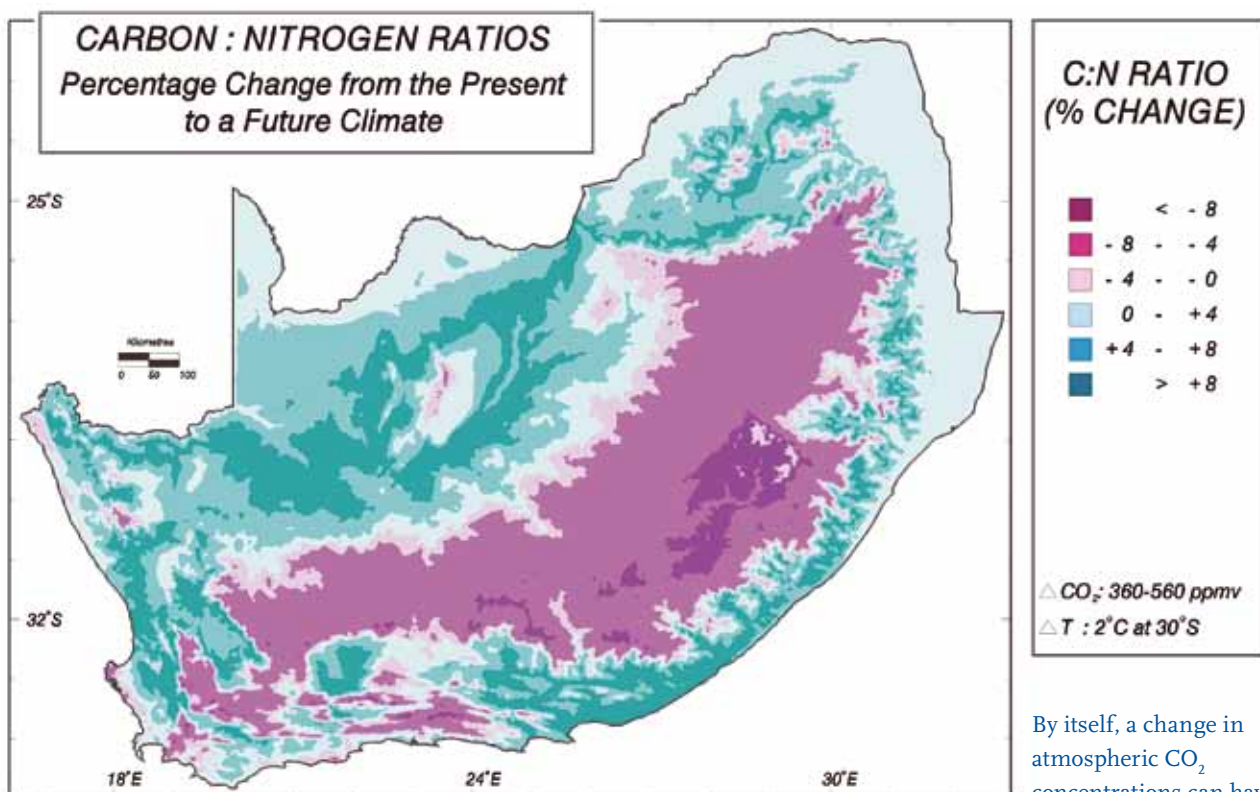 CARBON : NITROGEN RATIOS
Percentage Change from the Present
to a Future Climate
25°S
Kilometres
0 50 100
32°S
18°E
24°E
30°E
C:N RATIO
(% CHANGE)
< - 8
- 8 - - 4
- 4 - - 0
0 - +4
+4 - +8
> +8
△ CO₂: 360-560 ppmv
△ T : 2°C at 30°S
By itself, a change in
atmospheric CO₂